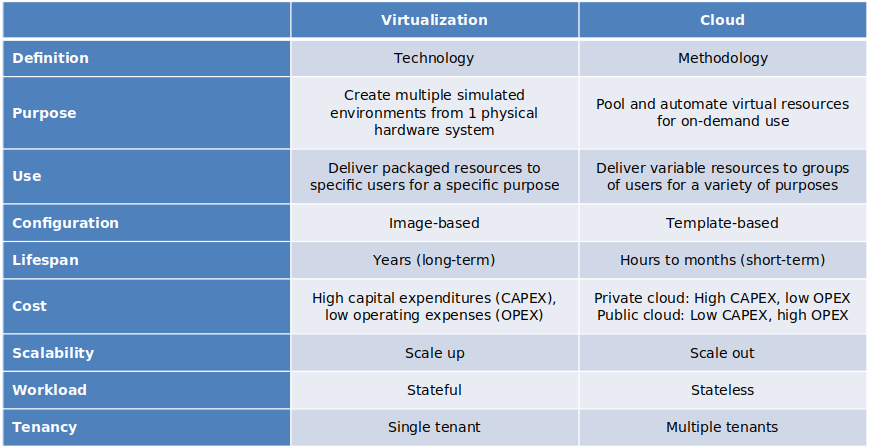 Virtualization Cloud
Definition Technology Methodology
Purpose
Create multiple simulated
environments from 1 physical
hardware system
Pool and automate virtual resources
for on-demand use
Use
Deliver packaged resources to
specific users for a specific purpose
Deliver variable resources to groups
of users for a variety of purposes
Configuration Image-based Template-based
Lifespan Years (long-term) Hours to months (short-term)
Cost
High capital expenditures (CAPEX),
low operating expenses (OPEX)
Private cloud: High CAPEX, low OPEX
Public cloud: Low CAPEX, high OPEX
Scalability Scale up Scale out
Workload Stateful Stateless
Tenancy Single tenant Multiple tenants